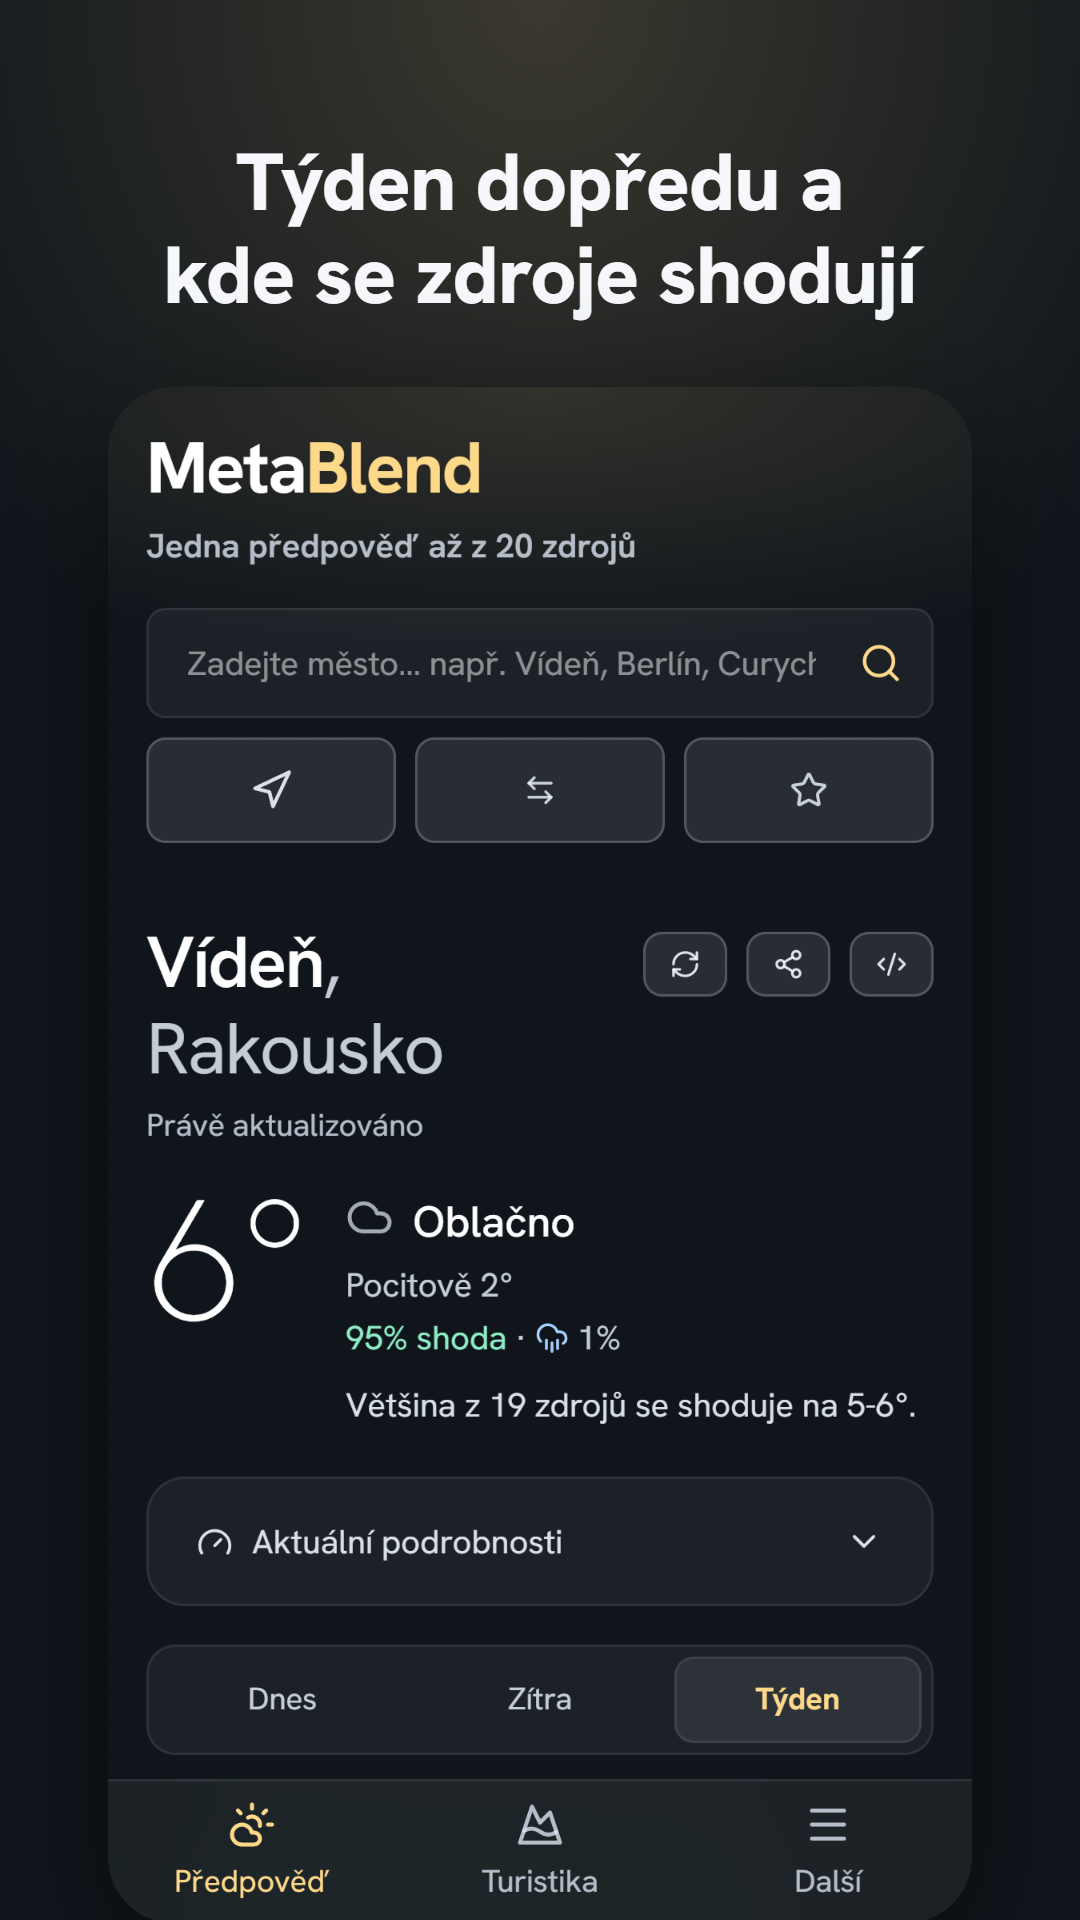 Týden dopředu a
kde se zdroje shodují
MetaBlend
Jedna předpověď až z 20 zdrojů
Zadejte město... např. Vídeň, Berlín, Curych
Vídeň,
Rakousko
Právě aktualizováno
6°
Oblačno
Pocitově 2°
95% shoda · 1%
Většina z 19 zdrojů se shoduje na 5-6°.
Aktuální podrobnosti
Dnes
Zítra
Týden
Předpověď
Turistika
Další